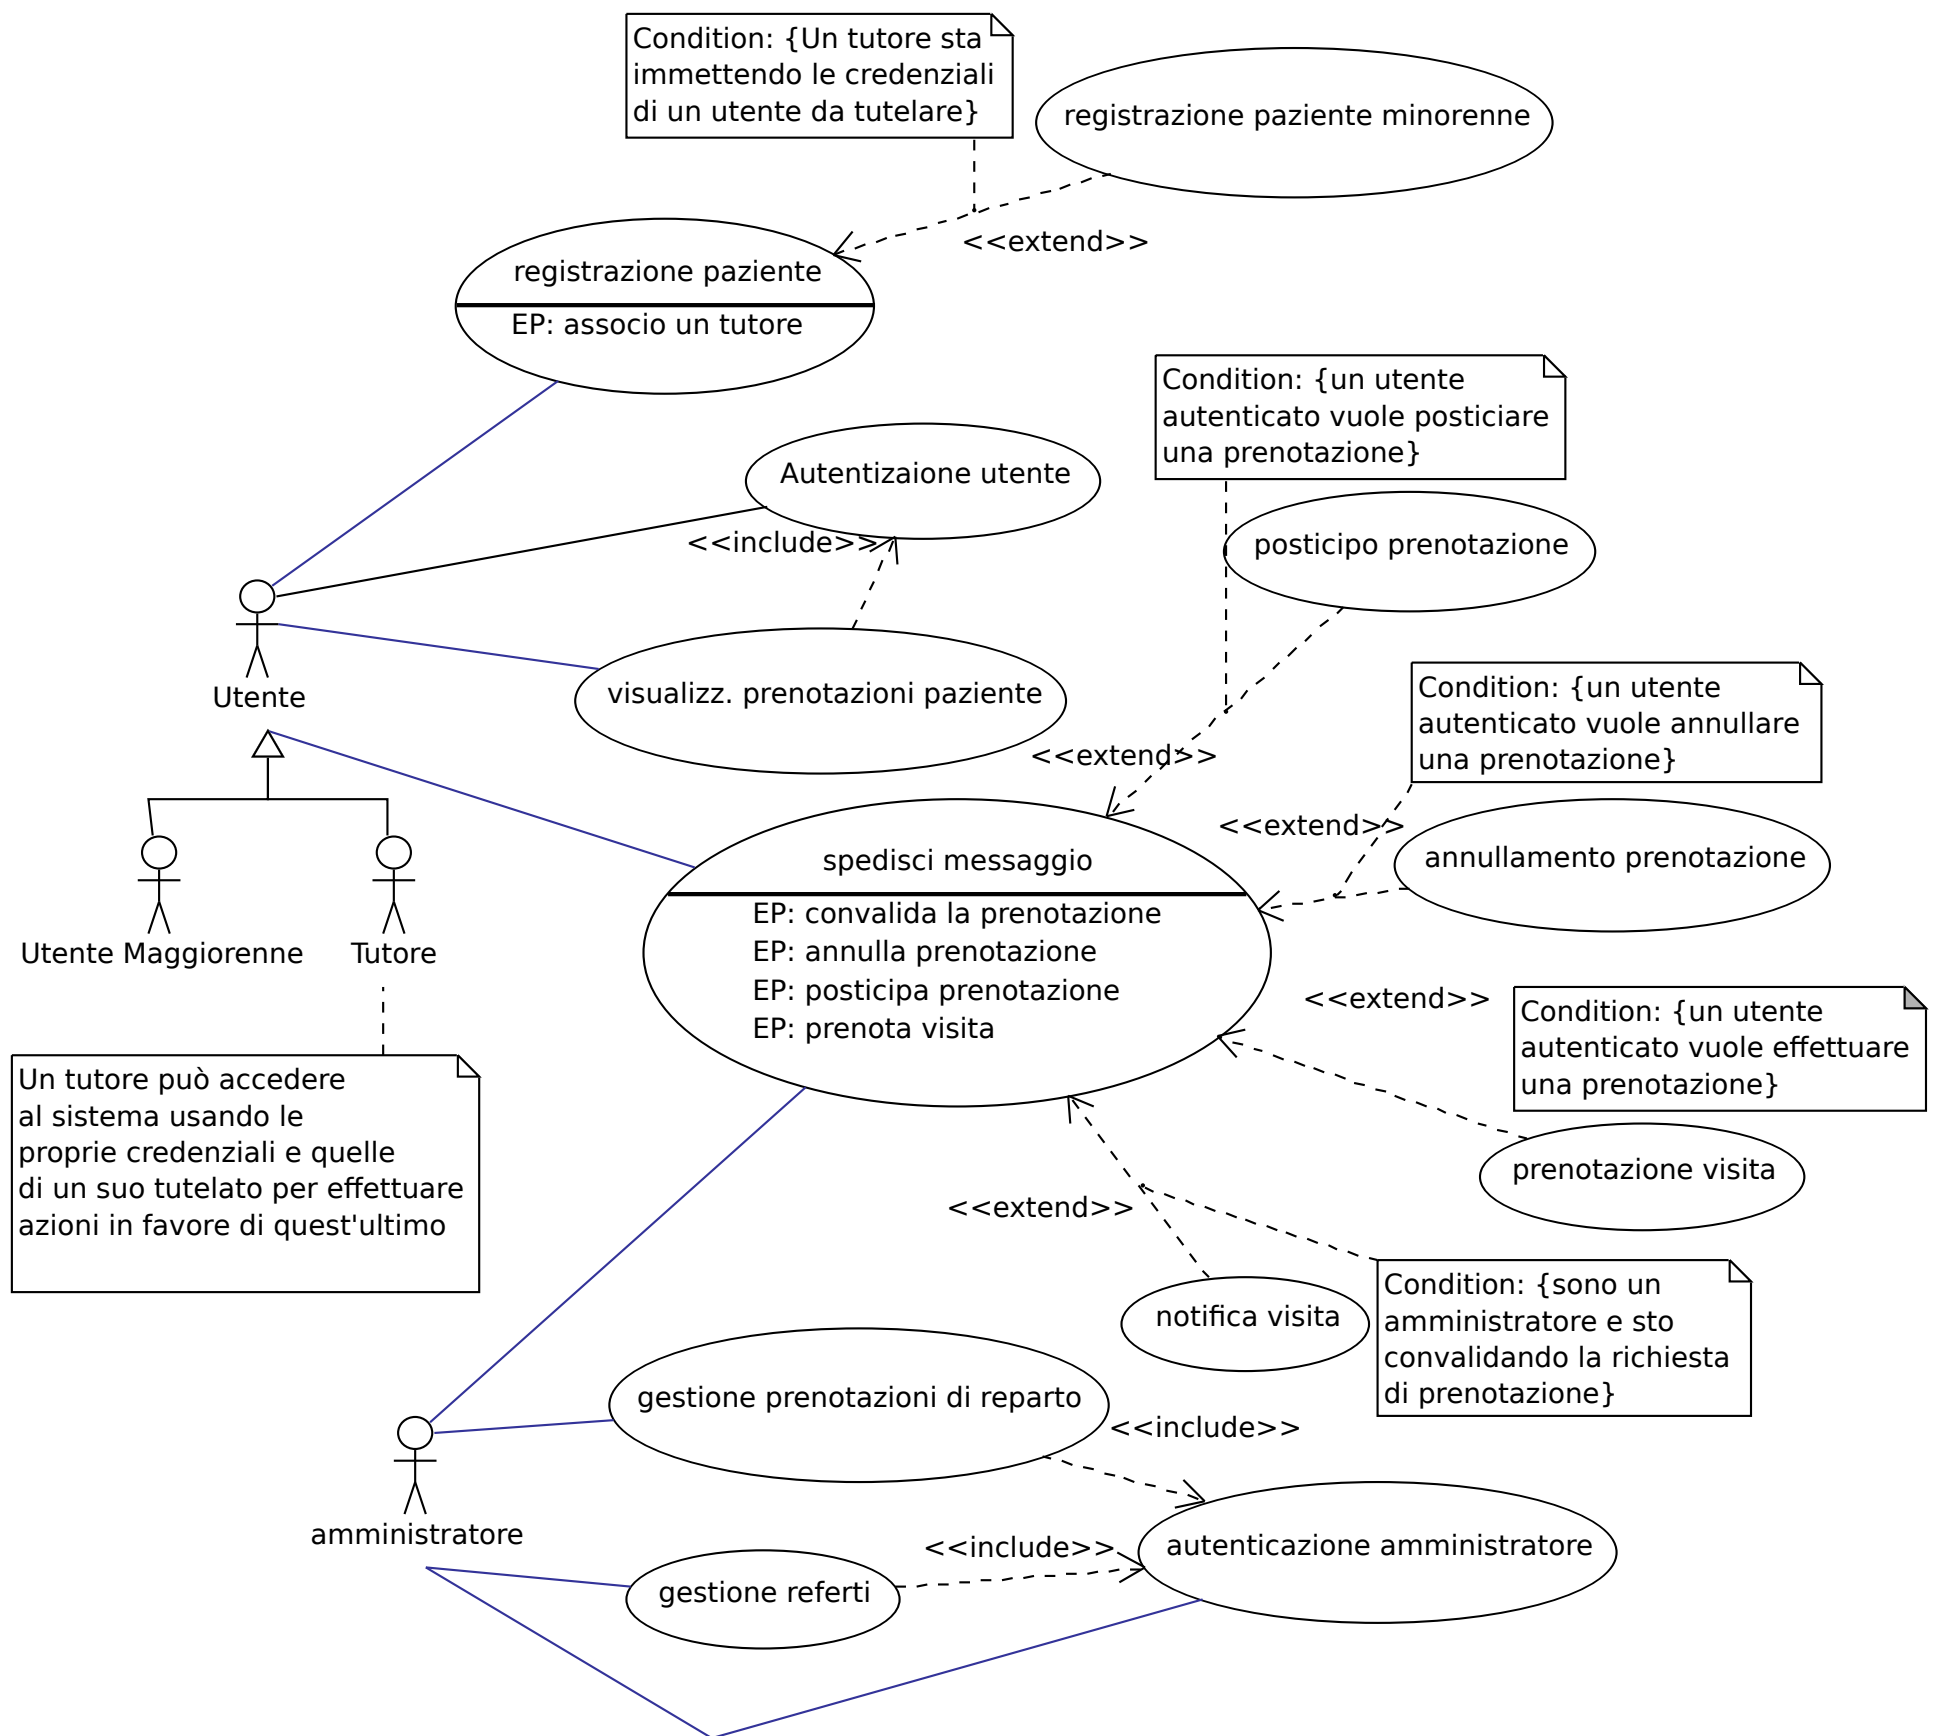 Condition: {Un tutore sta
immettendo le credenziali
di un utente da tutelare}
registrazione paziente minorenne
<<extend>>
registrazione paziente
EP: associo un tutore
Condition: {un utente
autenticato vuole posticiare
una prenotazione}
Autentizaione utente
<<include>>
posticipo prenotazione
Utente
visualizz. prenotazioni paziente
Condition: {un utente
autenticato vuole annullare
una prenotazione}
<<extend>>
<<extend>>
annullamento prenotazione
spedisci messaggio
EP: convalida la prenotazione
EP: annulla prenotazione
EP: posticipa prenotazione
EP: prenota visita
Utente Maggiorenne
Tutore
<<extend>>
Condition: {un utente
autenticato vuole effettuare
una prenotazione}
Un tutore può accedere
al sistema usando le
proprie credenziali e quelle
di un suo tutelato per effettuare
azioni in favore di quest'ultimo
prenotazione visita
<<extend>>
notifica visita
Condition: {sono un
amministratore e sto
convalidando la richiesta
di prenotazione}
gestione prenotazioni di reparto
<<include>>
amministratore
<<include>>
autenticazione amministratore
gestione referti